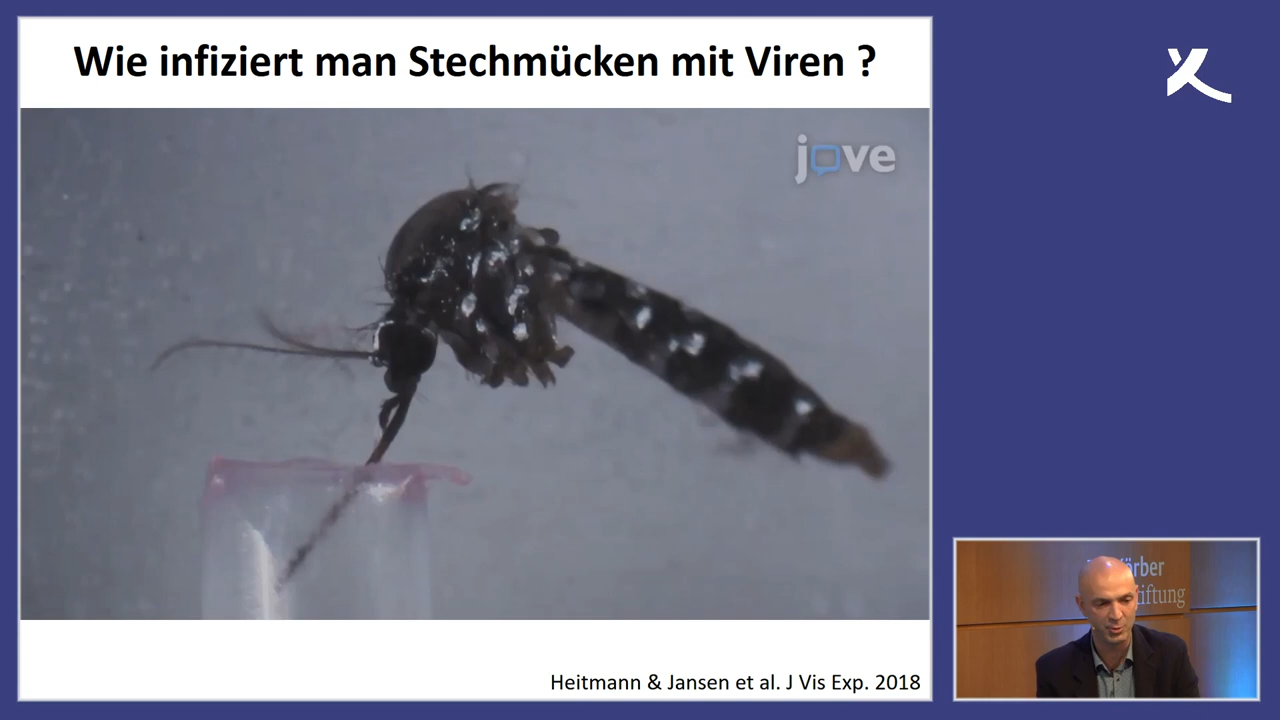 Wie infiziert man Stechmücken mit Viren ?
jove
Heitmann & Jansen et al. J Vis Exp. 2018